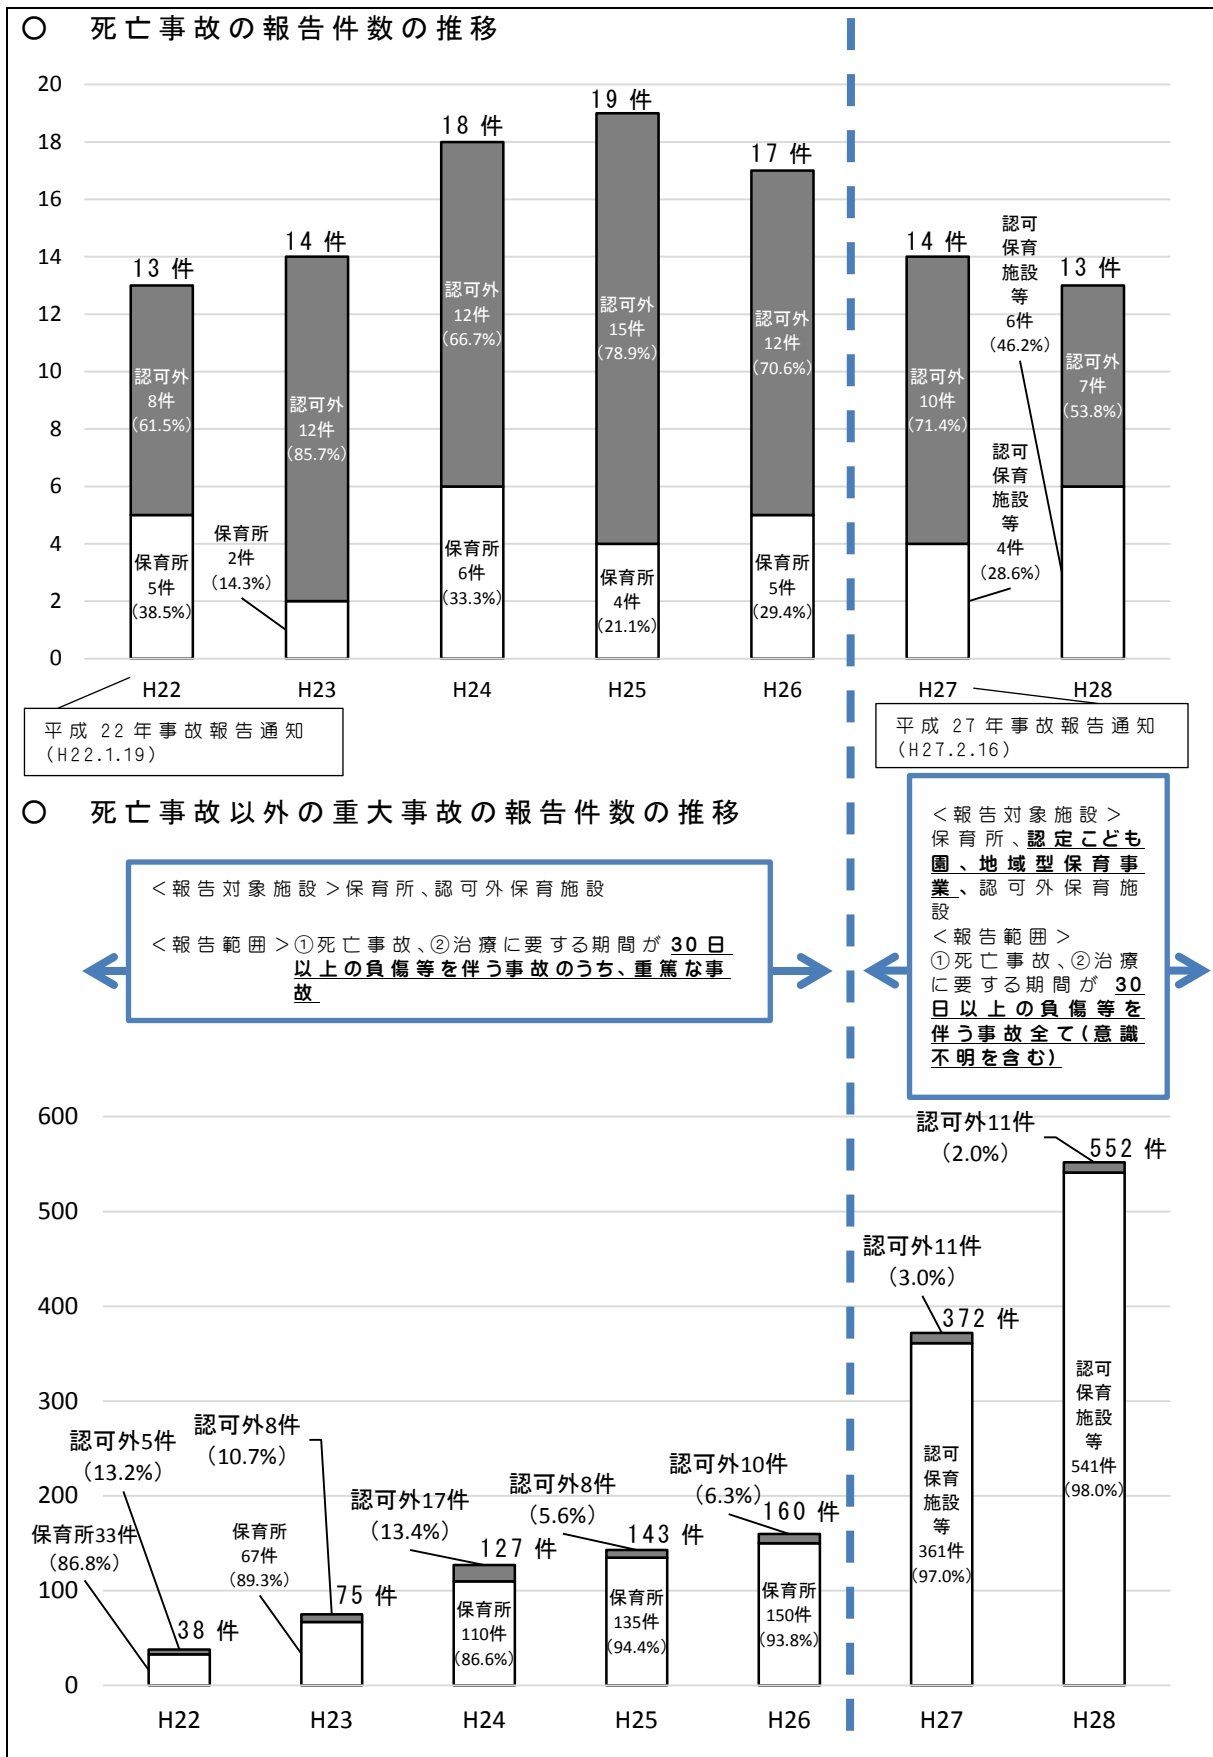 ○ 死亡事故の報告件数の推移
20
18
16
14
12
10
8
6
4
2
0
13 件
認可外
8件
(61.5%)
保育所
5件
(38.5%)
14 件
認可外
12件
(85.7%)
保育所
2件
(14.3%)
18 件
認可外
12件
(66.7%)
保育所
6件
(33.3%)
19 件
認可外
15件
(78.9%)
保育所
4件
(21.1%)
17 件
認可外
12件
(70.6%)
保育所
5件
(29.4%)
14 件
認可外
10件
(71.4%)
認可
保育
施設
等
4件
(28.6%)
認可
保育
施設
等
6件
(46.2%)
13 件
認可外
7件
(53.8%)
H22
H23
H24
H25
H26
H27
H28
平成 22 年事故報告通知
(H22.1.19)
平成 27 年事故報告通知
(H27.2.16)
○ 死亡事故以外の重大事故の報告件数の推移
<報告対象施設>保育所、認可外保育施設
<報告範囲>①死亡事故、②治療に要する期間が 30日
以上の負傷等を伴う事故のうち、重篤な事
故
<報告対象施設>
保育所、認定こども
園、地域型保育事
業、認可外保育施
設
<報告範囲>
①死亡事故、②治療
に要する期間が 30
日以上の負傷等を
伴う事故全て(意識
不明を含む)
600
500
400
300
200
100
0
認可外5件
(13.2%)
保育所33件
(86.8%)
38 件
認可外8件
(10.7%)
保育所
67件
(89.3%)
75 件
認可外17件
(13.4%)
127 件
保育所
110件
(86.6%)
認可外8件
(5.6%)
143 件
保育所
135件
(94.4%)
認可外10件
(6.3%)
160 件
保育所
150件
(93.8%)
認可外11件
(3.0%)
372 件
認可
保育
施設
等
361件
(97.0%)
認可外11件
(2.0%)
552 件
認可
保育
施設
等
541件
(98.0%)
H22
H23
H24
H25
H26
H27
H28